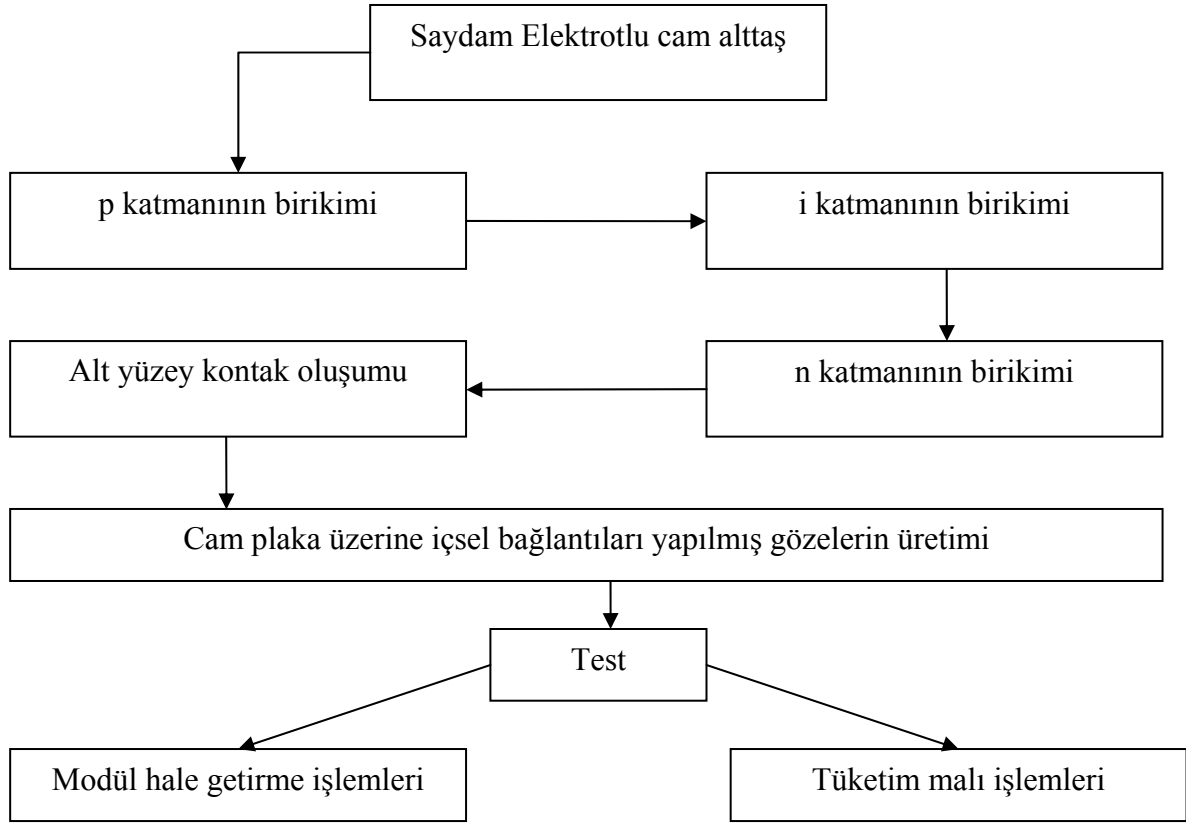 Saydam Elektrotlu cam alttaş
p katmanının birikimi
i katmanının birikimi
Alt yüzey kontak oluşumu
n katmanının birikimi
Cam plaka üzerine içsel bağlantıları yapılmış gözelerin üretimi
Test
Modül hale getirme işlemleri
Tüketim malı işlemleri